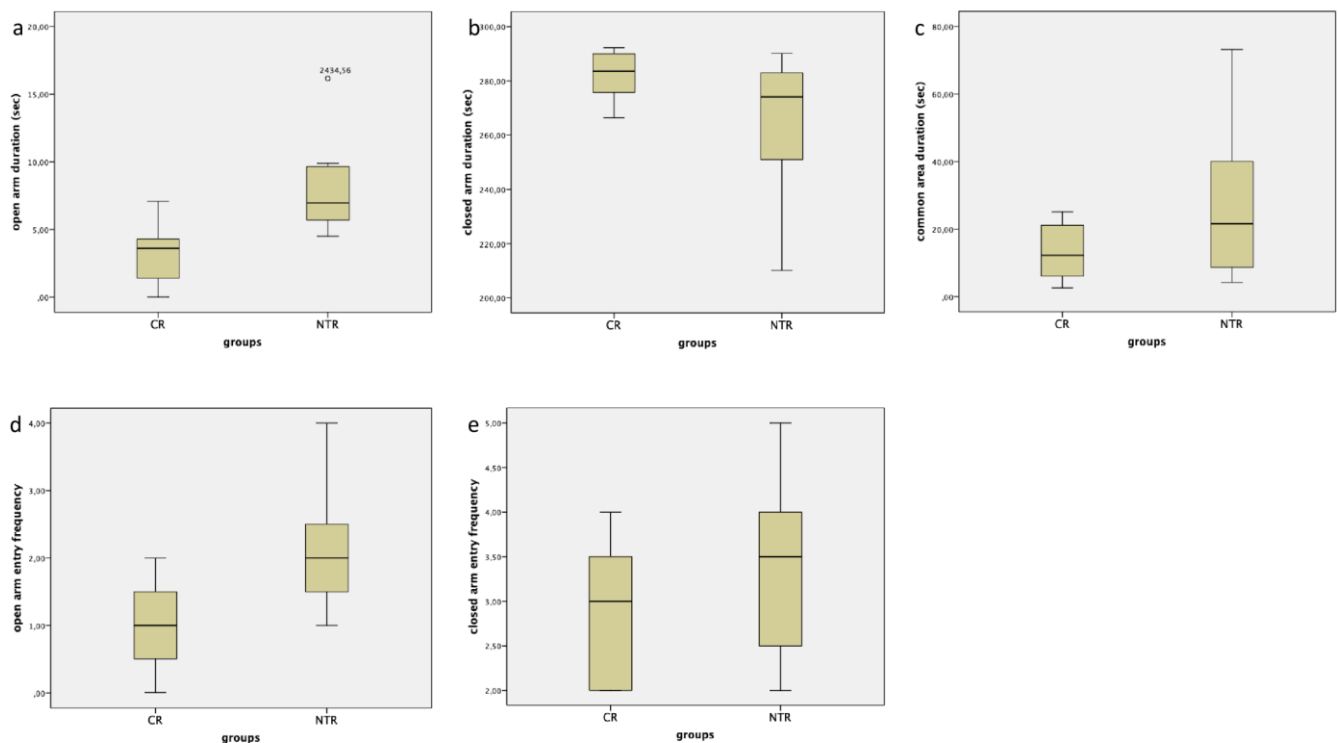 a
20,00
15,00
10,00
5,00
,00
open arm duration (sec)
2434,56
CR NTR
groups
b
300,00
280,00
260,00
240,00
220,00
200,00
closed arm duration (sec)
CR NTR
groups
c
80,00
60,00
40,00
20,00
,00
common area duration (sec)
CR NTR
groups
d
4,00
3,00
2,00
1,00
,00
open arm entry frequency
CR NTR
groups
e
5,00
4,50
4,00
3,50
3,00
2,50
2,00
closed arm entry frequency
CR NTR
groups